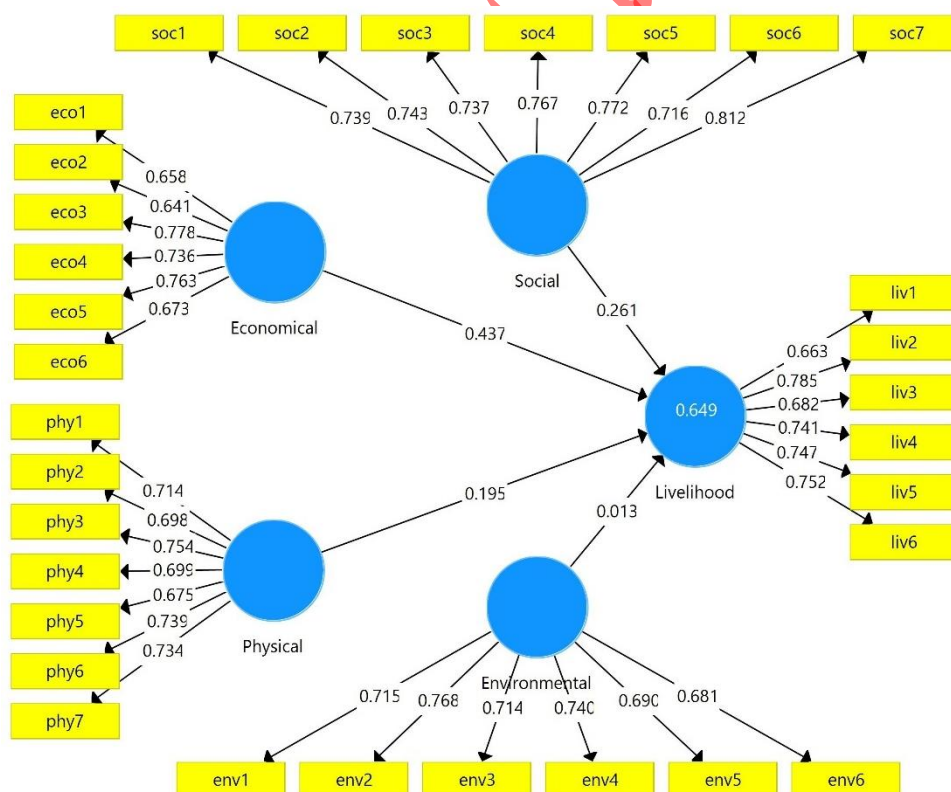 soc1 soc2 soc3 soc4 soc5 soc6 soc7
0.739 0.743 0.737 0.767 0.772 0.716 0.812
Social
eco1
eco2
eco3
eco4
eco5
eco6
0.658
0.641
0.778
0.736
0.763
0.673
Economical
0.437
0.261
liv1
liv2
liv3
liv4
liv5
liv6
0.663
0.785
0.682
0.741
0.747
0.752
0.649
Livelihood
phy1
phy2
phy3
phy4
phy5
phy6
phy7
0.714
0.698
0.754
0.699
0.675
0.739
0.734
Physical
0.195
0.013
Environmental
0.715 0.768 0.714 0.740 0.690 0.681
env1 env2 env3 env4 env5 env6